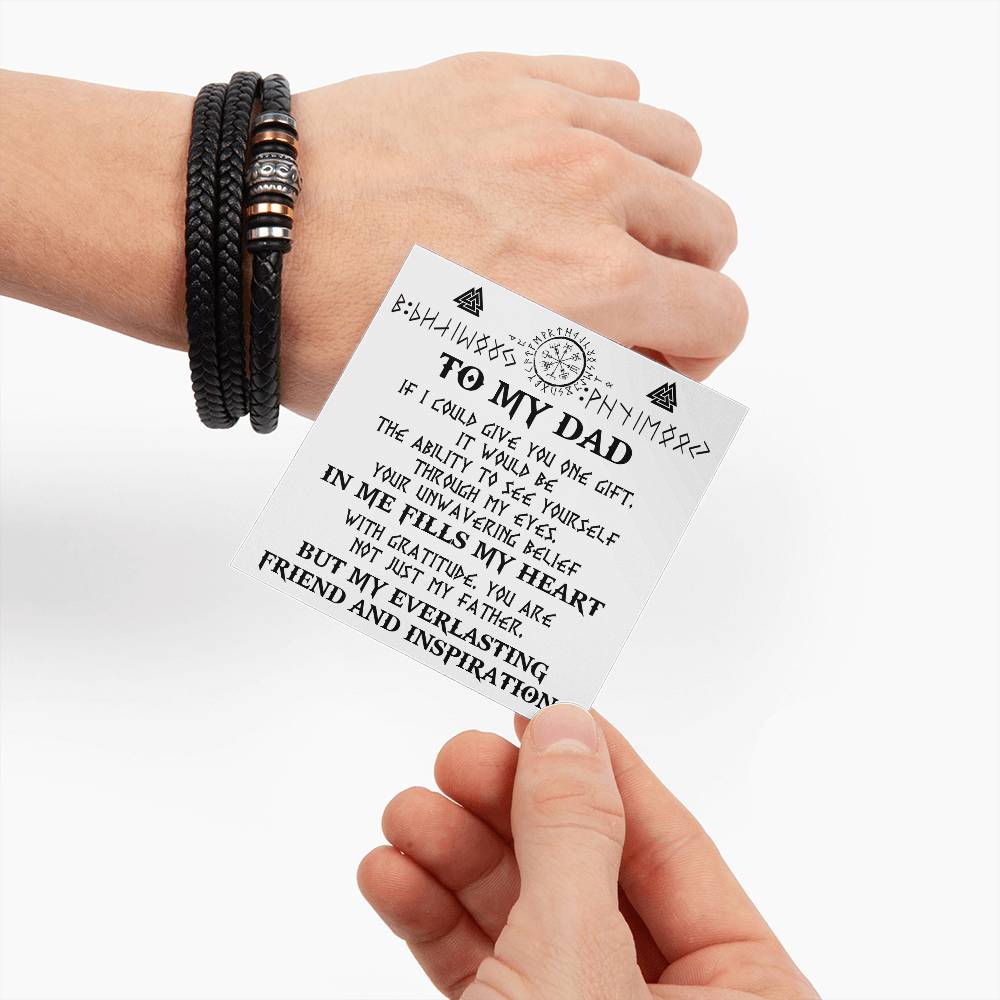 TO MY DAD
IF I COULD GIVE YOU ONE GIFT,
IT WOULD BE
THE ABILITY TO SEE YOURSELF
THROUGH MY EYES.
YOUR UNWAVERING BELIEF
IN ME FILLS MY HEART
WITH GRATITUDE. YOU ARE
NOT JUST MY FATHER,
BUT MY EVERLASTING
FRIEND AND INSPIRATION